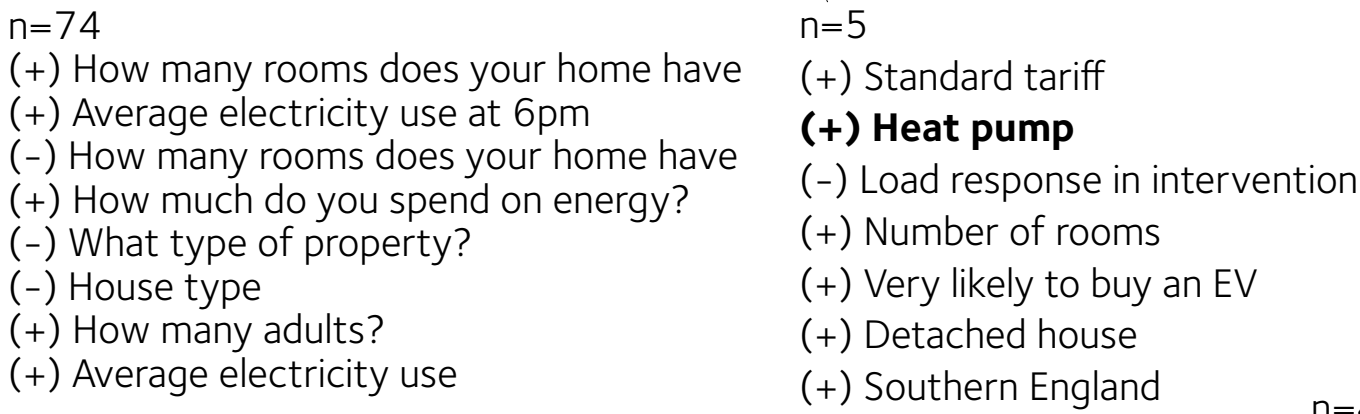 n=74
(+) How many rooms does your home have
(+) Average electricity use at 6pm
(-) How many rooms does your home have
(+) How much do you spend on energy?
(-) What type of property?
(-) House type
(+) How many adults?
(+) Average electricity use
n=5
(+) Standard tariff
(+) Heat pump
(-) Load response in intervention
(+) Number of rooms
(+) Very likely to buy an EV
(+) Detached house
(+) Southern England